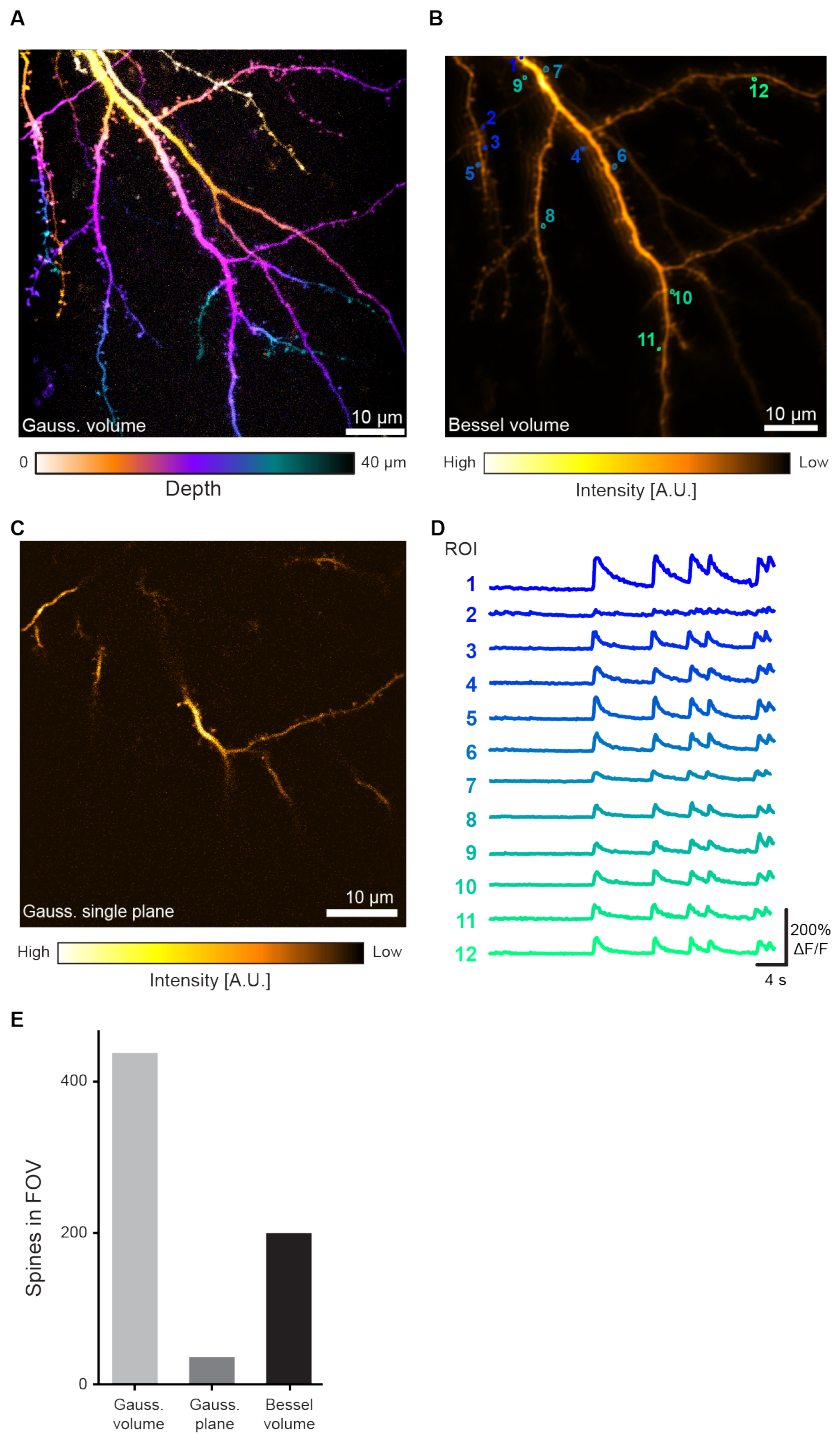 A
10 µm
Gauss. volume
0
40 µm
Depth
B
1
7
9
12
2
3
4
6
5
8
10
11
10 µm
Bessel volume
High
Low
Intensity [A.U.]
C
10 µm
Gauss. single plane
High
Low
Intensity [A.U.]
D
ROI
1
2
3
4
5
6
7
8
9
10
11
12
200%
ΔF/F
4 s
E
Spines in FOV
400
200
0
Gauss.
volume
Gauss.
plane
Bessel
volume